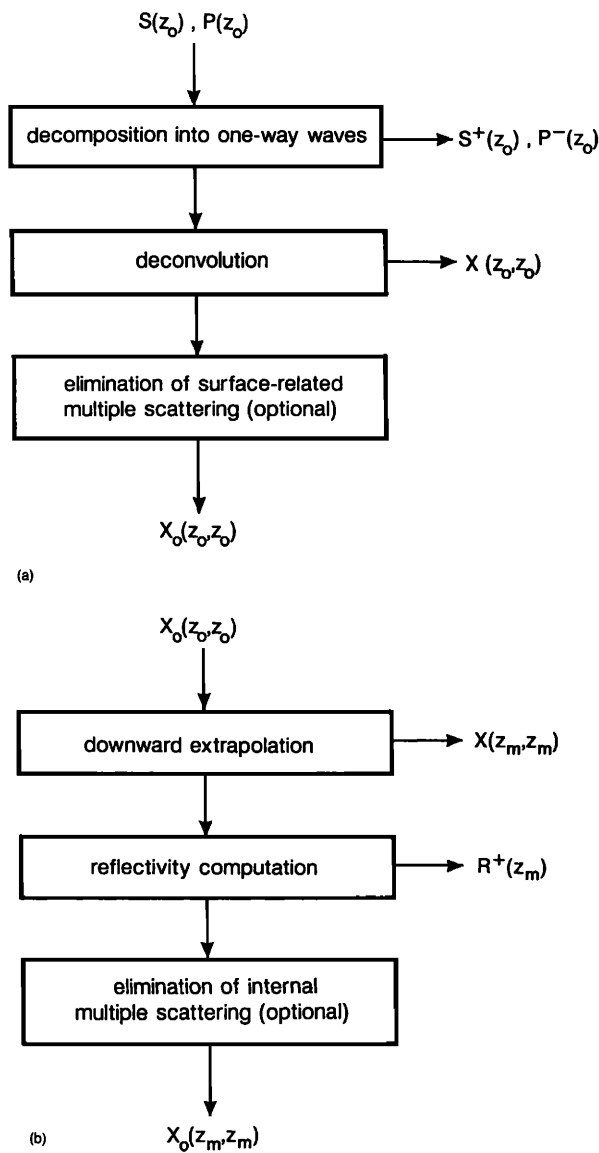 S(z₀) , P(z₀)
decomposition into one-way waves
S⁺(z₀) , P⁻(z₀)
deconvolution
X (z₀,z₀)
elimination of surface-related
multiple scattering (optional)
X₀(z₀,z₀)
(a)
X₀(z₀,z₀)
downward extrapolation
X(zₘ,zₘ)
reflectivity computation
R⁺(zₘ)
elimination of internal
multiple scattering (optional)
X₀(zₘ,zₘ)
(b)